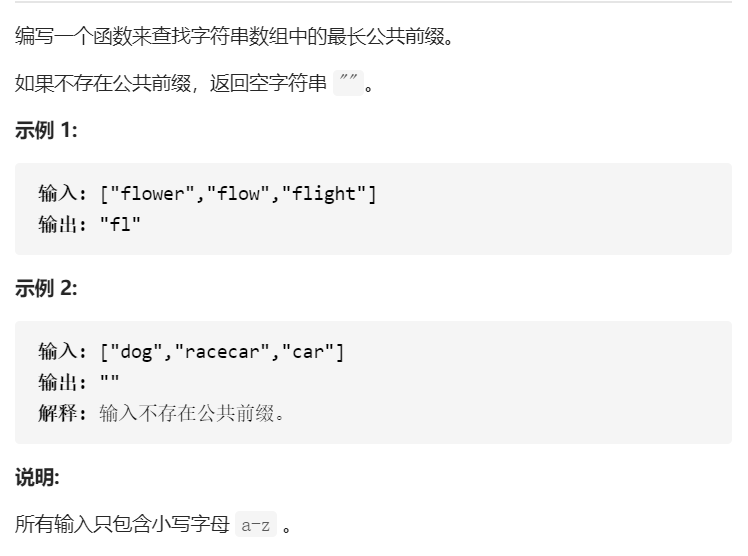 编写一个函数来查找字符串数组中的最长公共前缀。
如果不存在公共前缀，返回空字符串 ""。
示例 1:
输入: ["flower","flow","flight"]
输出: "fl"
示例 2:
输入: ["dog","racecar","car"]
输出: ""
解释: 输入不存在公共前缀。
说明:
所有输入只包含小写字母 a-z 。